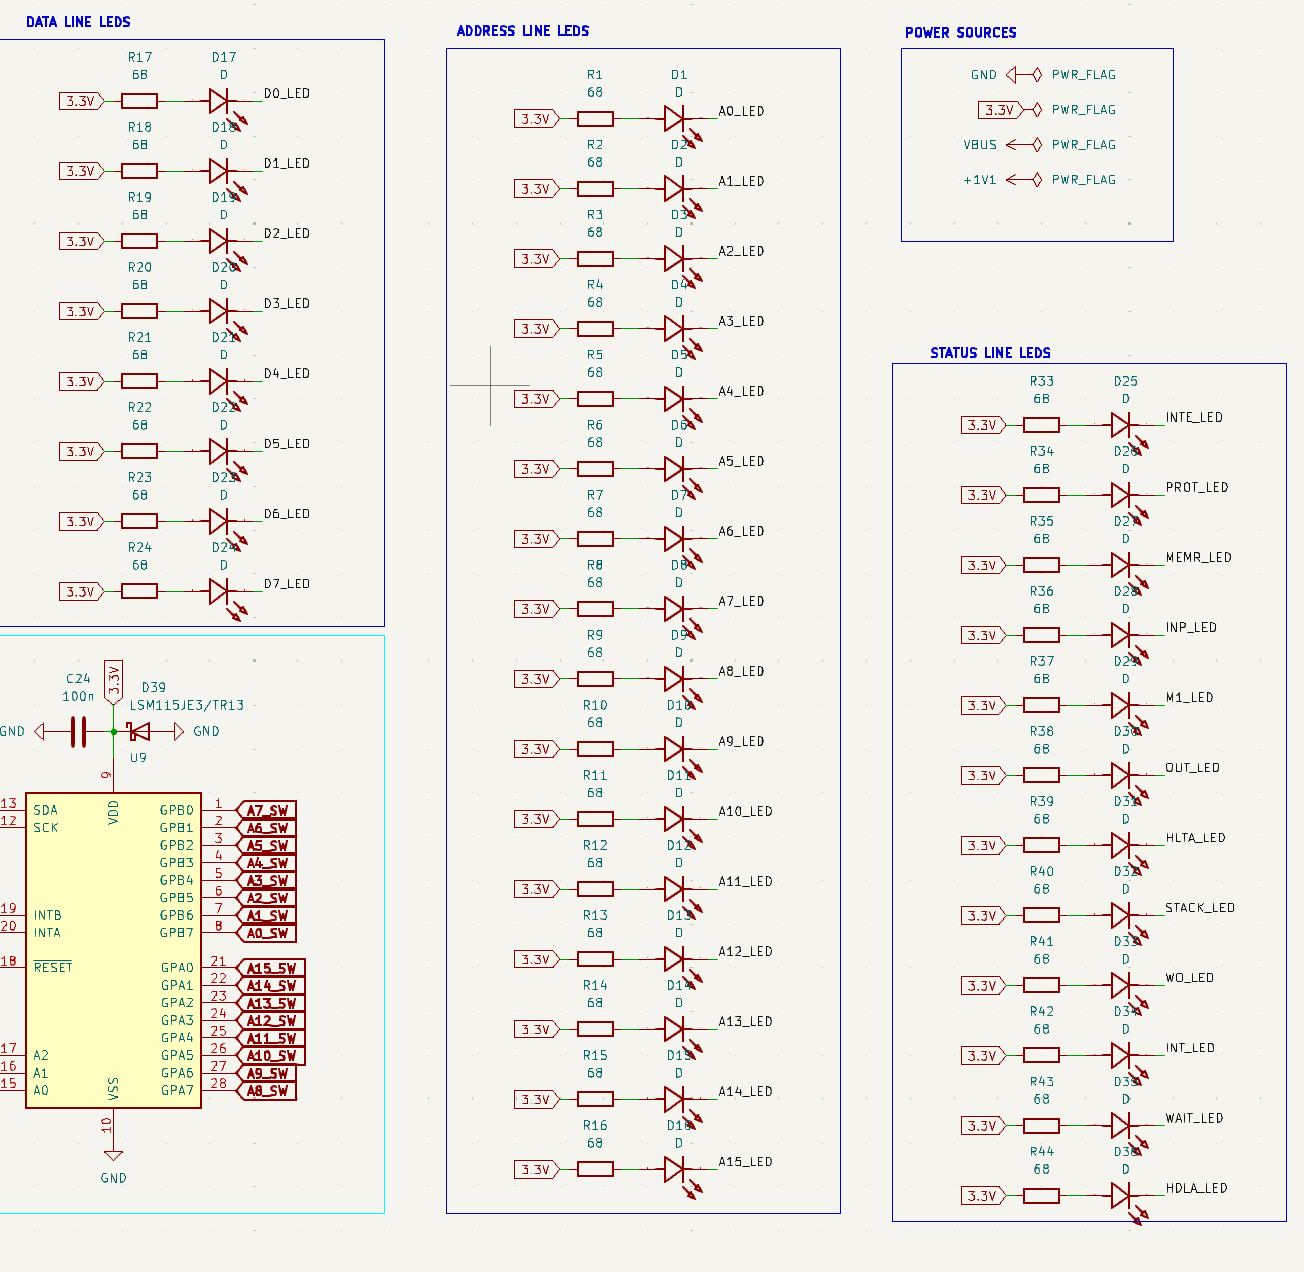 DATA LINE LEDS
R17 D17
68 D
3.3V D0_LED
R18 D18
68 D
3.3V D1_LED
R19 D19
68 D
3.3V D2_LED
R20 D20
68 D
3.3V D3_LED
R21 D21
68 D
3.3V D4_LED
R22 D22
68 D
3.3V D5_LED
R23 D23
68 D
3.3V D6_LED
R24 D24
68 D
3.3V D7_LED
3.3V
C24
100n
D39
LSM115JE3/TR13
GND GND
U9
9
13 SDA VDD GPB0 1 A7_SW
12 SCK GPB1 2 A6_SW
GPB2 3 A5_SW
GPB3 4 A4_SW
GPB4 5 A3_SW
GPB5 6 A2_SW
19 INTB GPB6 7 A1_SW
20 INTA GPB7 8 A0_SW
18 RESET GPA0 21 A15_SW
GPA1 22 A14_SW
GPA2 23 A13_SW
GPA3 24 A12_SW
GPA4 25 A11_SW
17 A2 GPA5 26 A10_SW
16 A1 GPA6 27 A9_SW
15 A0 VSS GPA7 28 A8_SW
10
GND
ADDRESS LINE LEDS
R1 D1
68 D
3.3V A0_LED
R2 D2
68 D
3.3V A1_LED
R3 D3
68 D
3.3V A2_LED
R4 D4
68 D
3.3V A3_LED
R5 D5
68 D
3.3V A4_LED
R6 D6
68 D
3.3V A5_LED
R7 D7
68 D
3.3V A6_LED
R8 D8
68 D
3.3V A7_LED
R9 D9
68 D
3.3V A8_LED
R10 D10
68 D
3.3V A9_LED
R11 D11
68 D
3.3V A10_LED
R12 D12
68 D
3.3V A11_LED
R13 D13
68 D
3.3V A12_LED
R14 D14
68 D
3.3V A13_LED
R15 D15
68 D
3.3V A14_LED
R16 D16
68 D
3.3V A15_LED
POWER SOURCES
GND PWR_FLAG
3.3V PWR_FLAG
VBUS PWR_FLAG
+1V1 PWR_FLAG
STATUS LINE LEDS
R33 D25
68 D
3.3V INTE_LED
R34 D26
68 D
3.3V PROT_LED
R35 D27
68 D
3.3V MEMR_LED
R36 D28
68 D
3.3V INP_LED
R37 D29
68 D
3.3V M1_LED
R38 D30
68 D
3.3V OUT_LED
R39 D31
68 D
3.3V HLTA_LED
R40 D32
68 D
3.3V STACK_LED
R41 D33
68 D
3.3V WO_LED
R42 D34
68 D
3.3V INT_LED
R43 D35
68 D
3.3V WAIT_LED
R44 D36
68 D
3.3V HDLA_LED